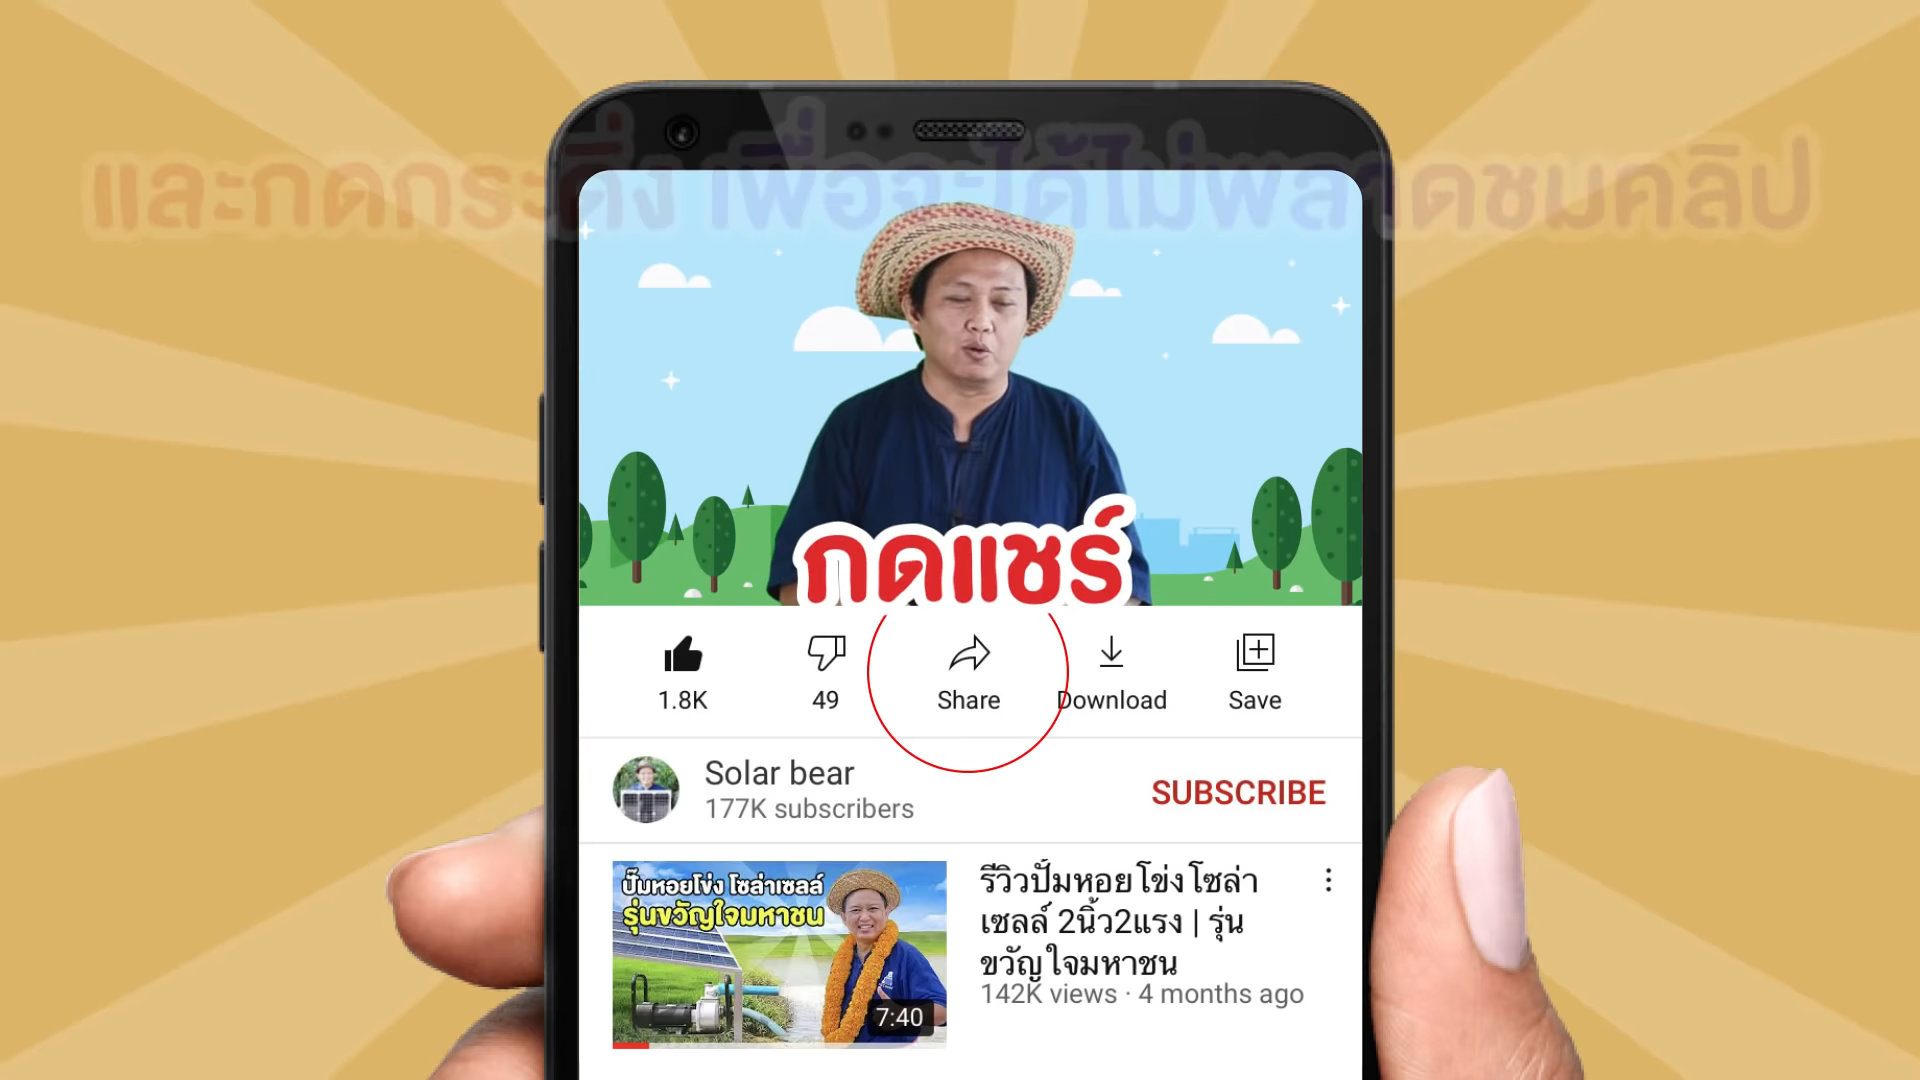 และกดกระดิ่ง เพื่อจะได้ไม่พลาดชมคลิป
กดแชร์
1.8K
49
Share
Download
Save
Solar bear
177K subscribers
SUBSCRIBE
ปั๊มหอยโข่ง โซล่าเซลล์
รุ่นขวัญใจมหาชน
7:40
รีวิวปั๊มหอยโข่งโซล่า
เซลล์ 2นิ้ว2แรง | รุ่น
ขวัญใจมหาชน
142K views · 4 months ago